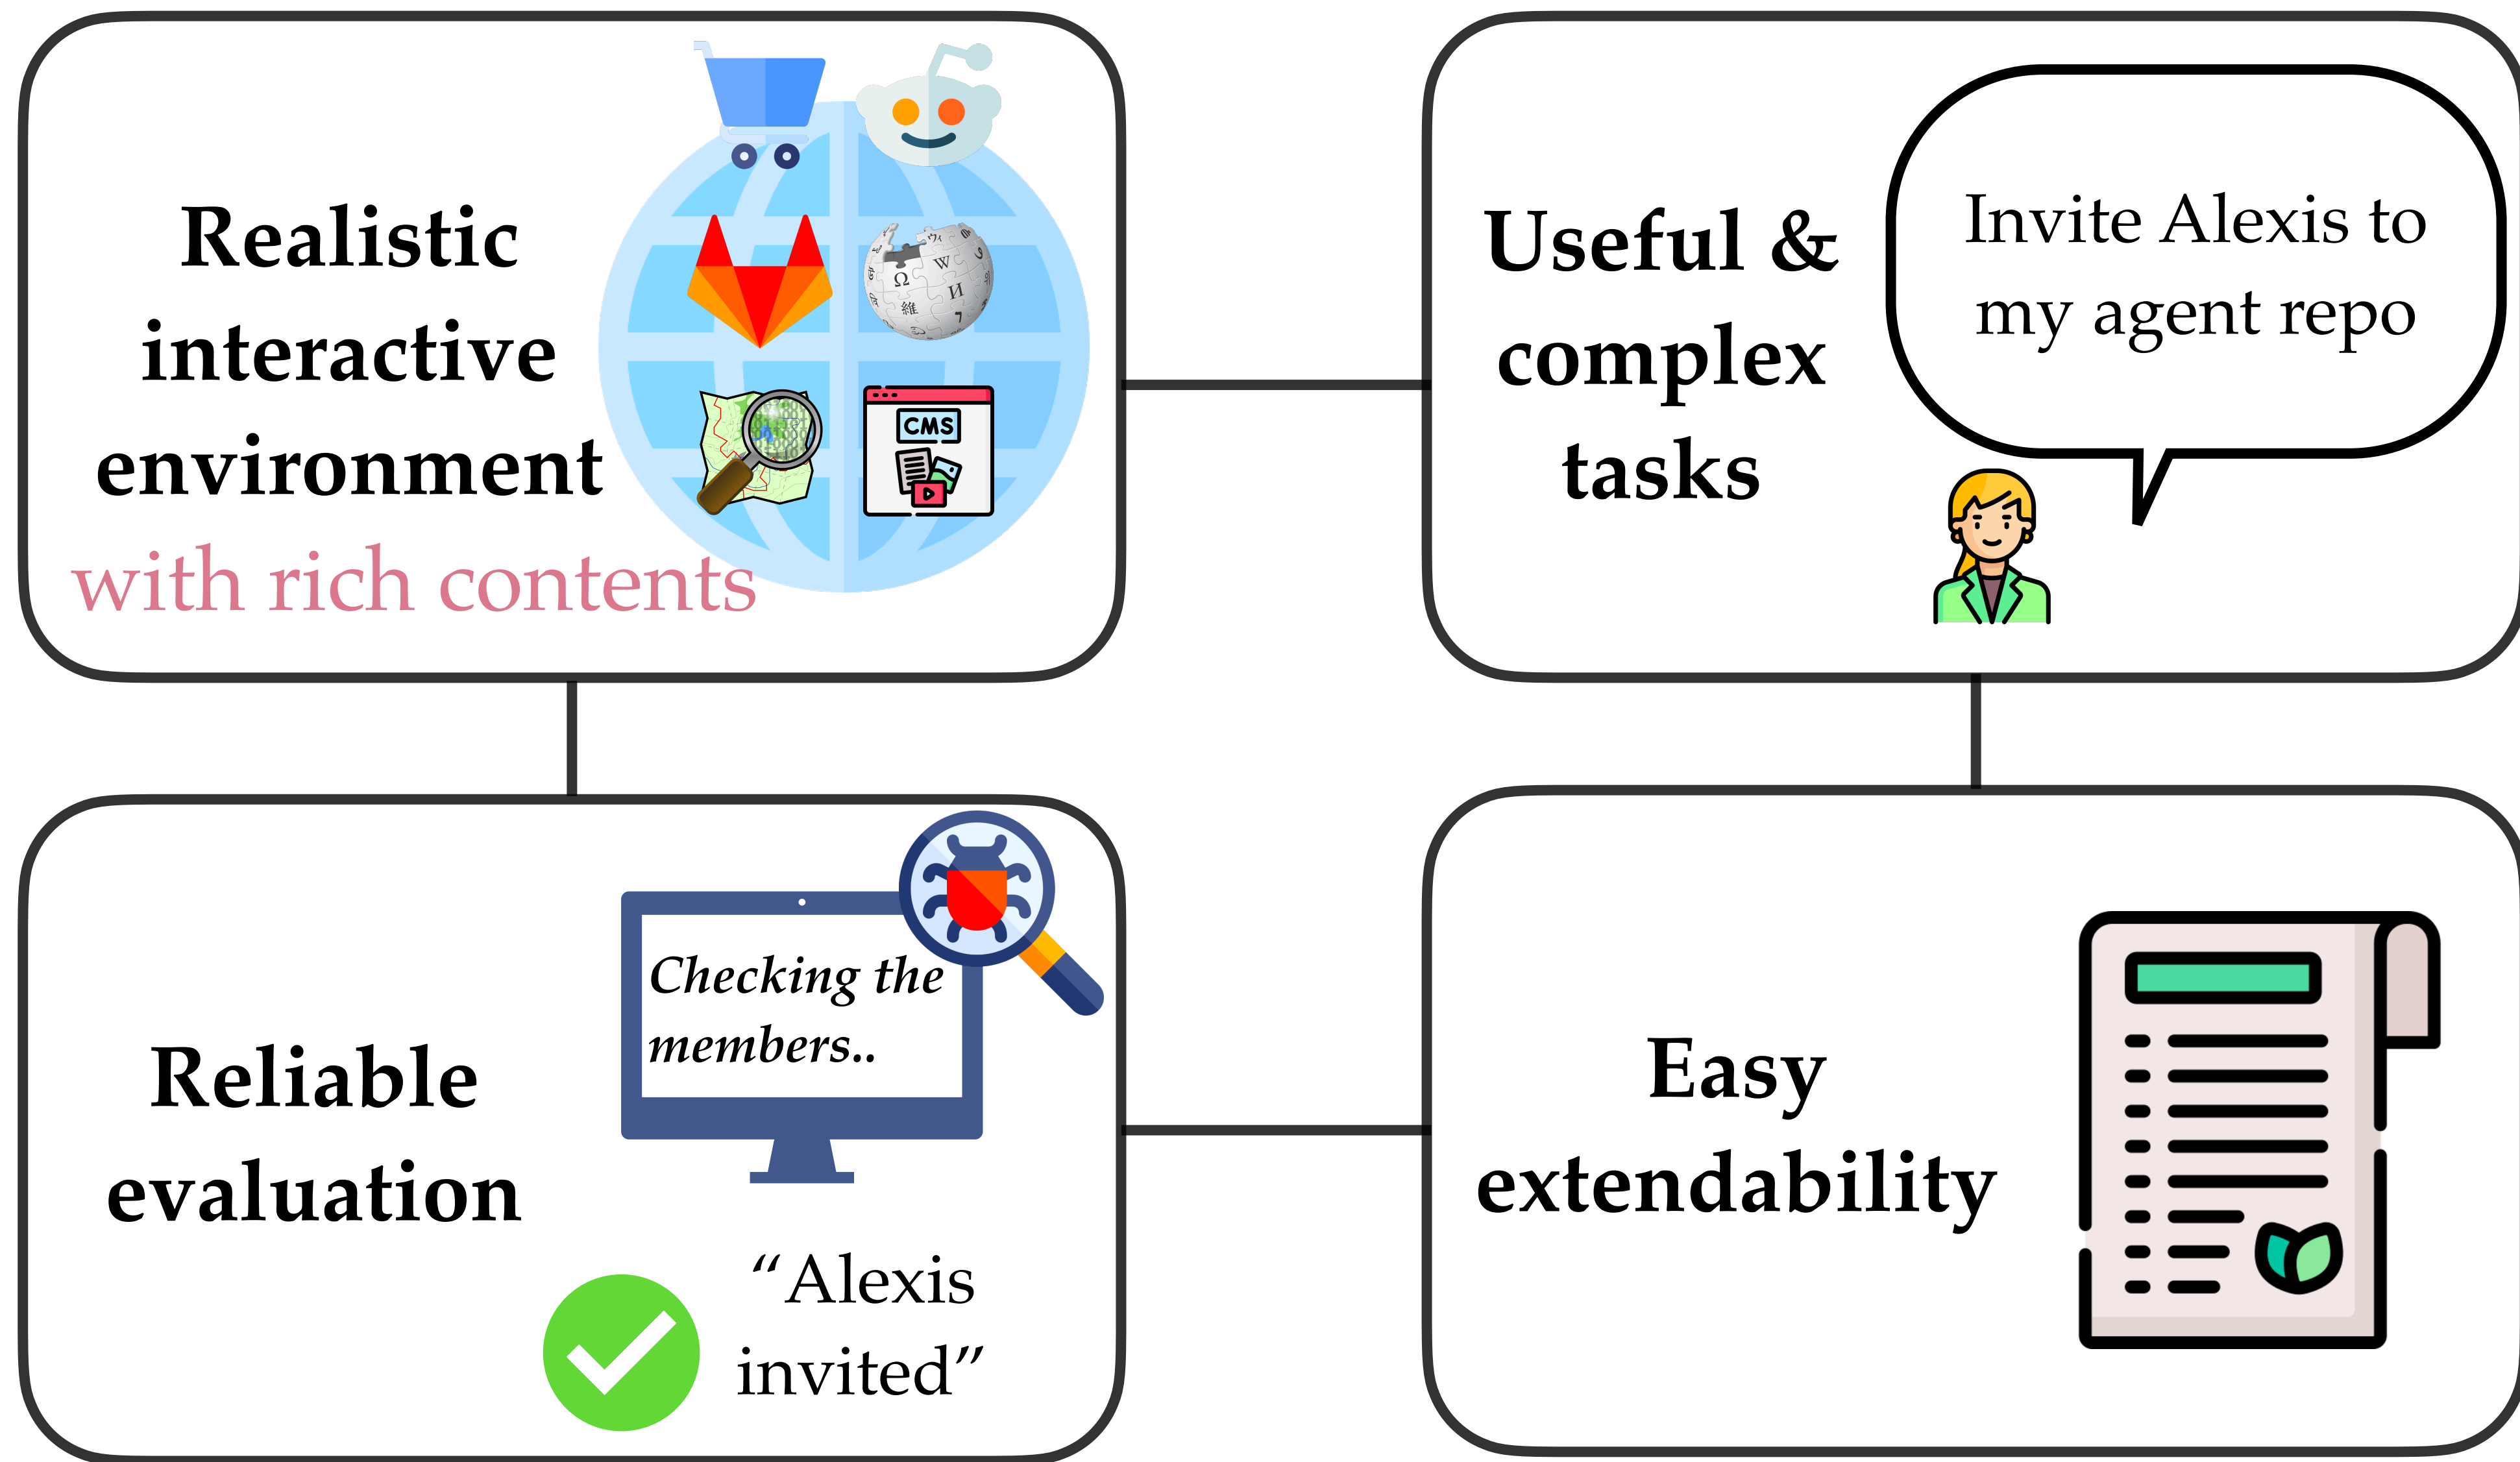 Realistic
interactive
environment
with rich contents
CMS
Useful &
complex
tasks
Invite Alexis to
my agent repo
Reliable
evaluation
Checking the
members..
“Alexis
invited”
Easy
extendability